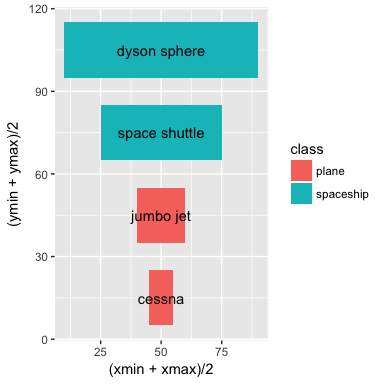 120
90
60
30
0
dyson sphere
space shuttle
jumbo jet
cessna
25 50 75
(xmin + xmax)/2
(ymin + ymax)/2
class
plane
spaceship